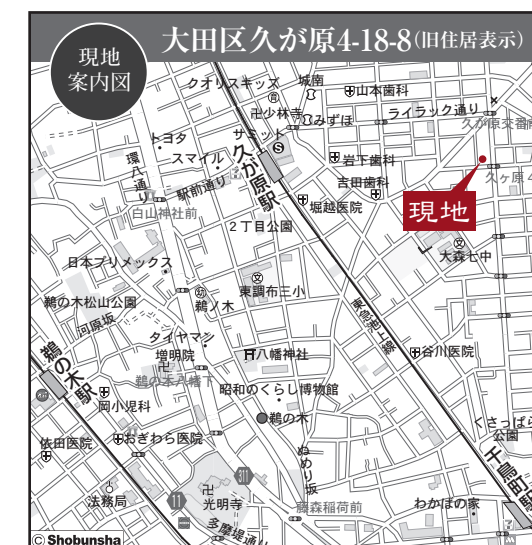 現地
案内図
大田区久が原4-18-8(旧住居表示)
クオリスキッズ
城南
山本歯科
少林寺
みずほ
ライラック通り
久が原交番前
サミット
トヨタ
スマイル
環八通り
駅前通り
久が原駅
岩下歯科
吉田歯科
久ヶ原4
白山神社前
堀越医院
現地
2丁目公園
大森七中
日本プリメックス
東調布三小
鵜ノ木
鵜の木松山公園
河原坂
東急池上線
タイヤマン
増明院
八幡神社
谷川医院
鵜の木駅
鵜の木八幡下
昭和のくらし博物館
岡小児科
鵜の木
くさっぱら
公園
依田医院
おぎわら医院
ぬめり坂
千鳥町駅
311
11
法務局
光明寺
藤森稲荷前
わかばの家
多摩堤通り
© Shobunsha